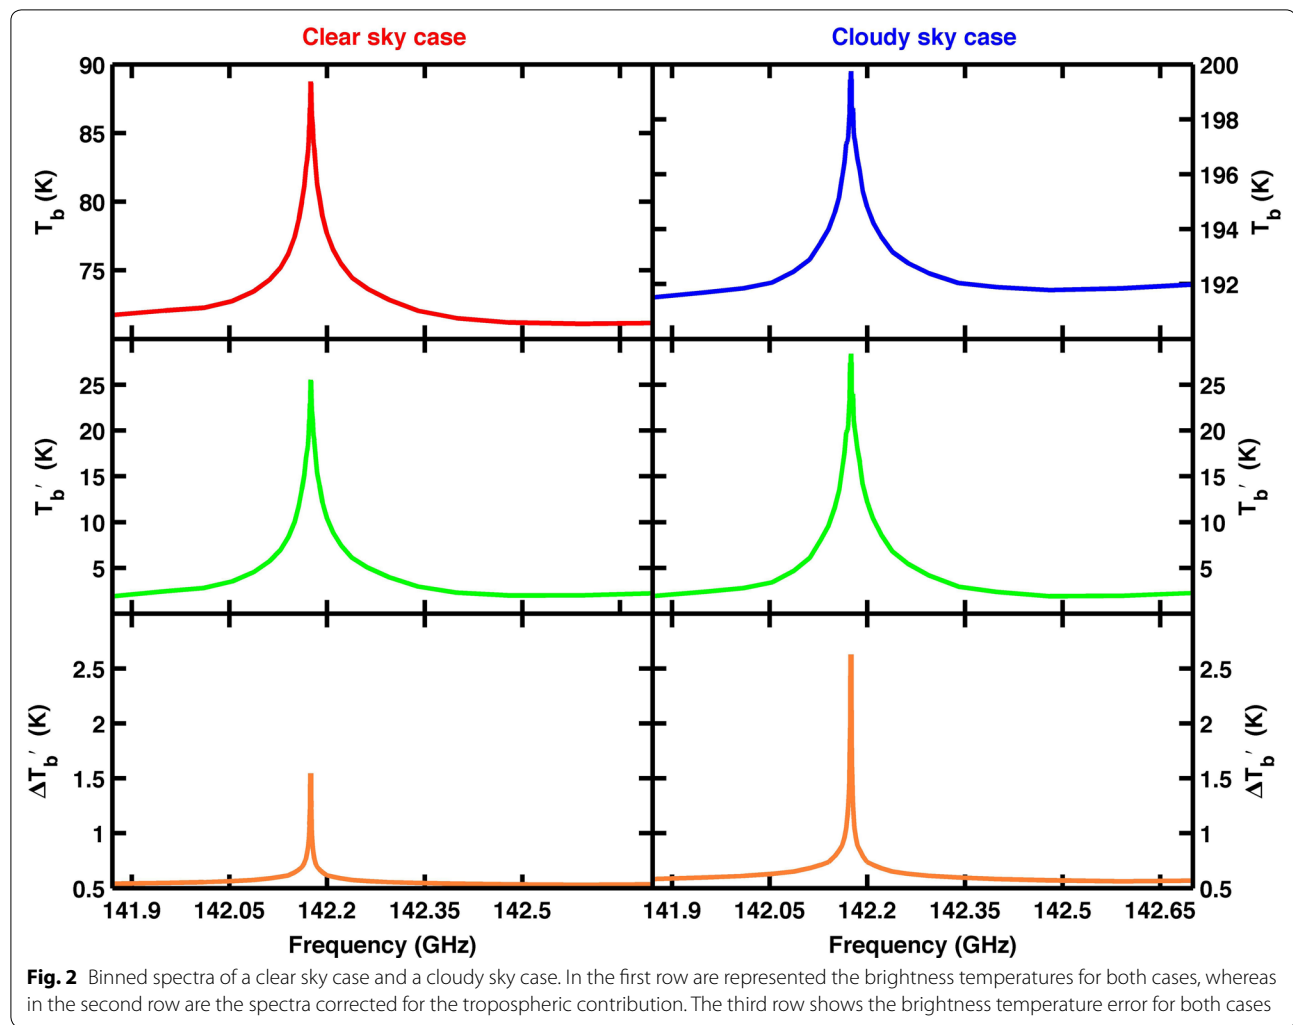 Clear sky case
Cloudy sky case
90
85
80
75
T_b (K)
200
198
196
194
192
T_b (K)
25
20
15
10
5
T_b′ (K)
25
20
15
10
5
T_b′ (K)
2.5
2
1.5
1
0.5
ΔT_b′ (K)
2.5
2
1.5
1
0.5
ΔT_b′ (K)
141.9 142.05 142.2 142.35 142.5
141.9 142.05 142.2 142.35 142.5 142.65
Frequency (GHz)
Frequency (GHz)
Fig. 2 Binned spectra of a clear sky case and a cloudy sky case. In the first row are represented the brightness temperatures for both cases, whereas
in the second row are the spectra corrected for the tropospheric contribution. The third row shows the brightness temperature error for both cases